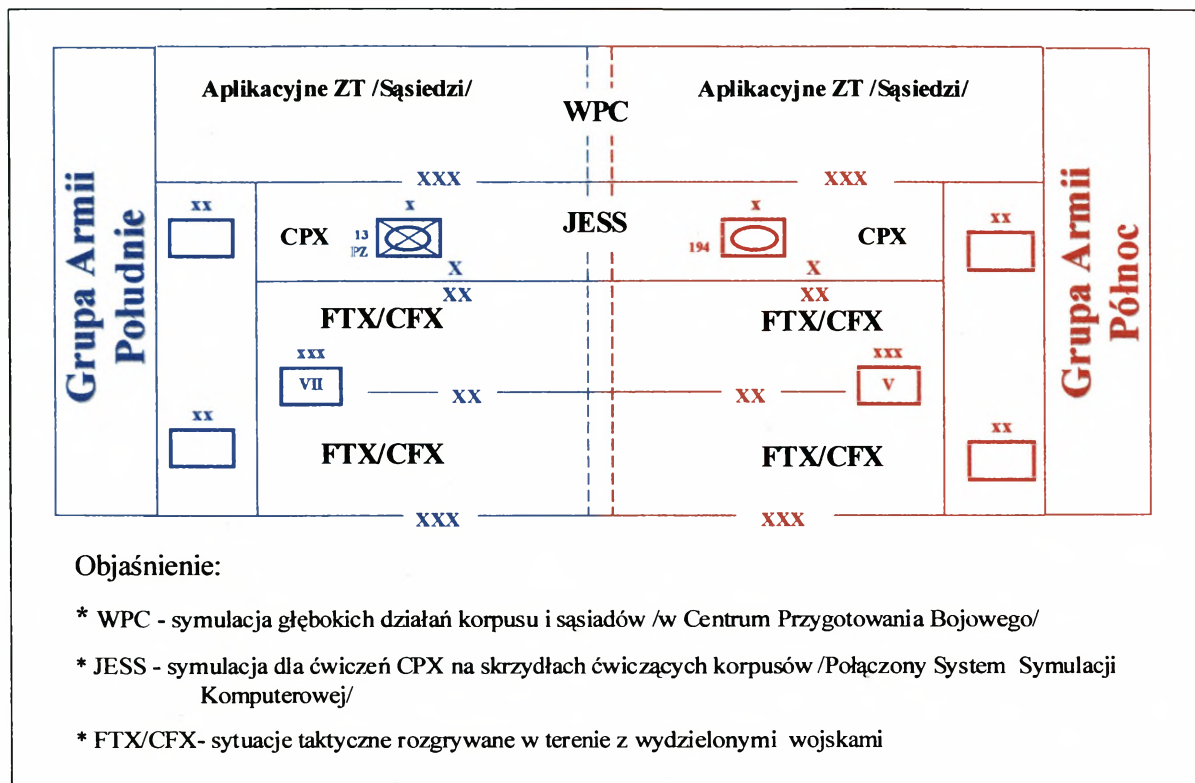 Aplikacyjne ZT /Sąsiedzi/
Aplikacyjne ZT /Sąsiedzi/
WPC
Grupa Armii
Południe
Grupa Armii
Północ
XXX
XXX
xx
x
x
xx
CPX
13
PZ
JESS
194
CPX
X
X
XX
XX
FTX/CFX
FTX/CFX
xxx
xxx
VII
V
XX
XX
xx
xx
FTX/CFX
FTX/CFX
XXX
XXX
Objaśnienie:
* WPC - symulacja głębokich działań korpusu i sąsiadów /w Centrum Przygotowania Bojowego/
* JESS - symulacja dla ćwiczeń CPX na skrzydłach ćwiczących korpusów /Połączony System Symulacji
Komputerowej/
* FTX/CFX- sytuacje taktyczne rozgrywane w terenie z wydzielonymi wojskami